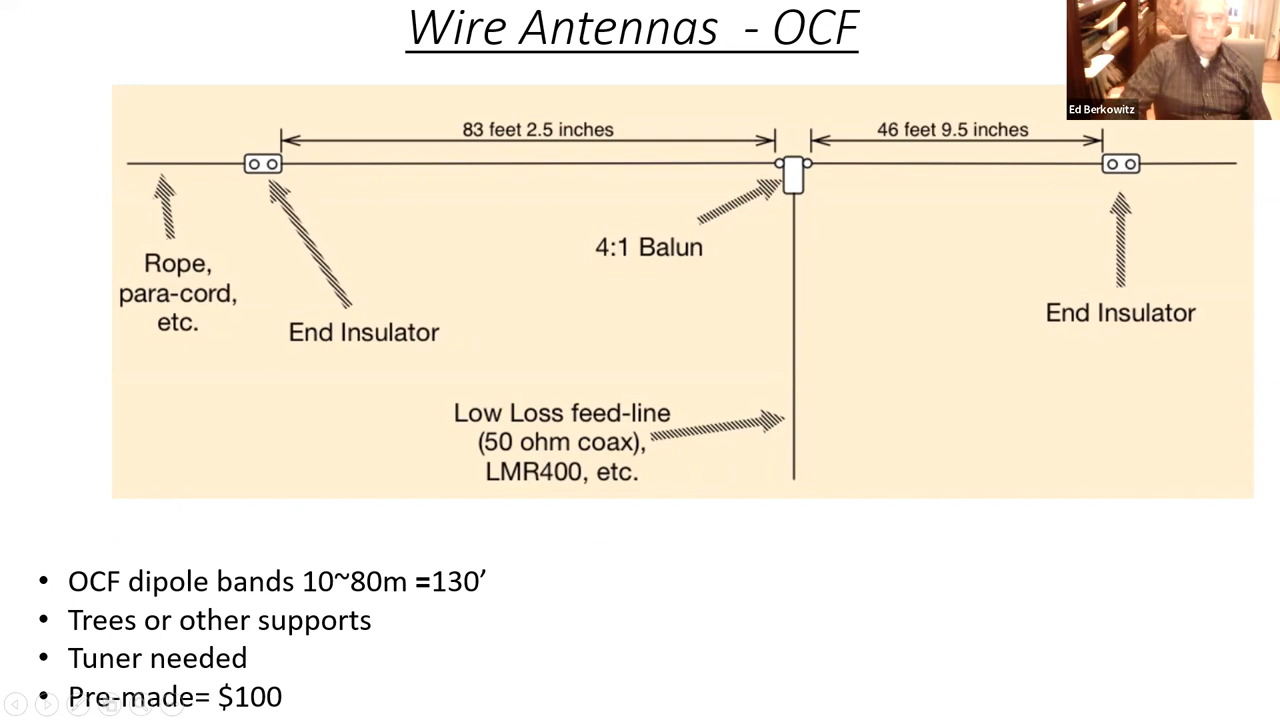 Wire Antennas - OCF
Ed Berkowitz
83 feet 2.5 inches
46 feet 9.5 inches
4:1 Balun
Rope,
para-cord,
etc.
End Insulator
End Insulator
Low Loss feed-line
(50 ohm coax),
LMR400, etc.
• OCF dipole bands 10~80m =130’
• Trees or other supports
• Tuner needed
• Pre-made= $100